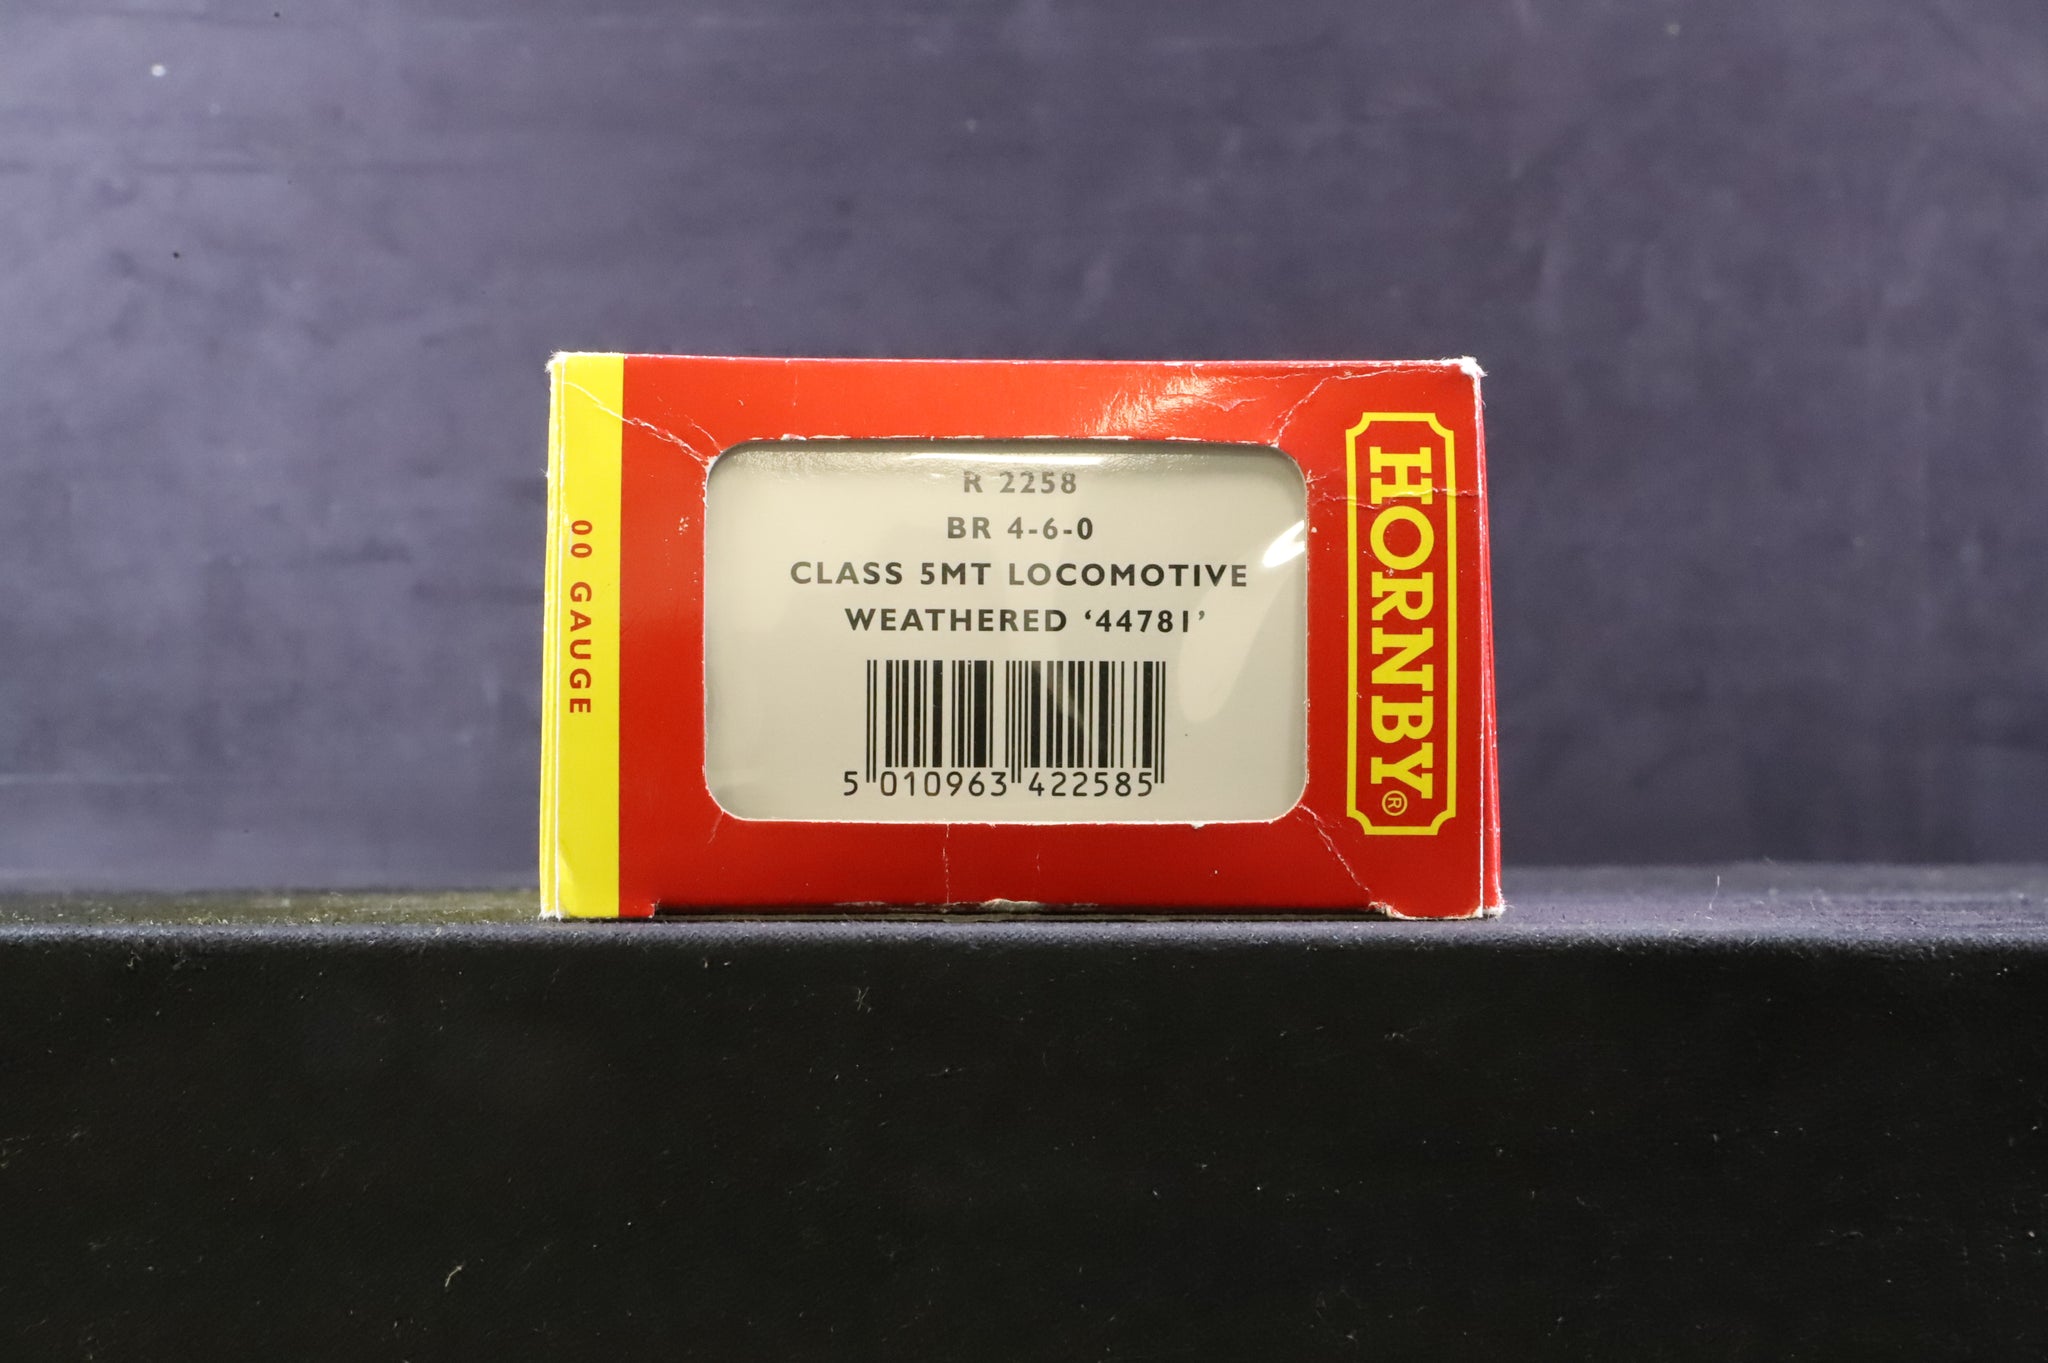 00 GAUGE
R 2258
BR 4-6-0
CLASS 5MT LOCOMOTIVE
WEATHERED ‘44781’
5 010963 422585
HORNBY®